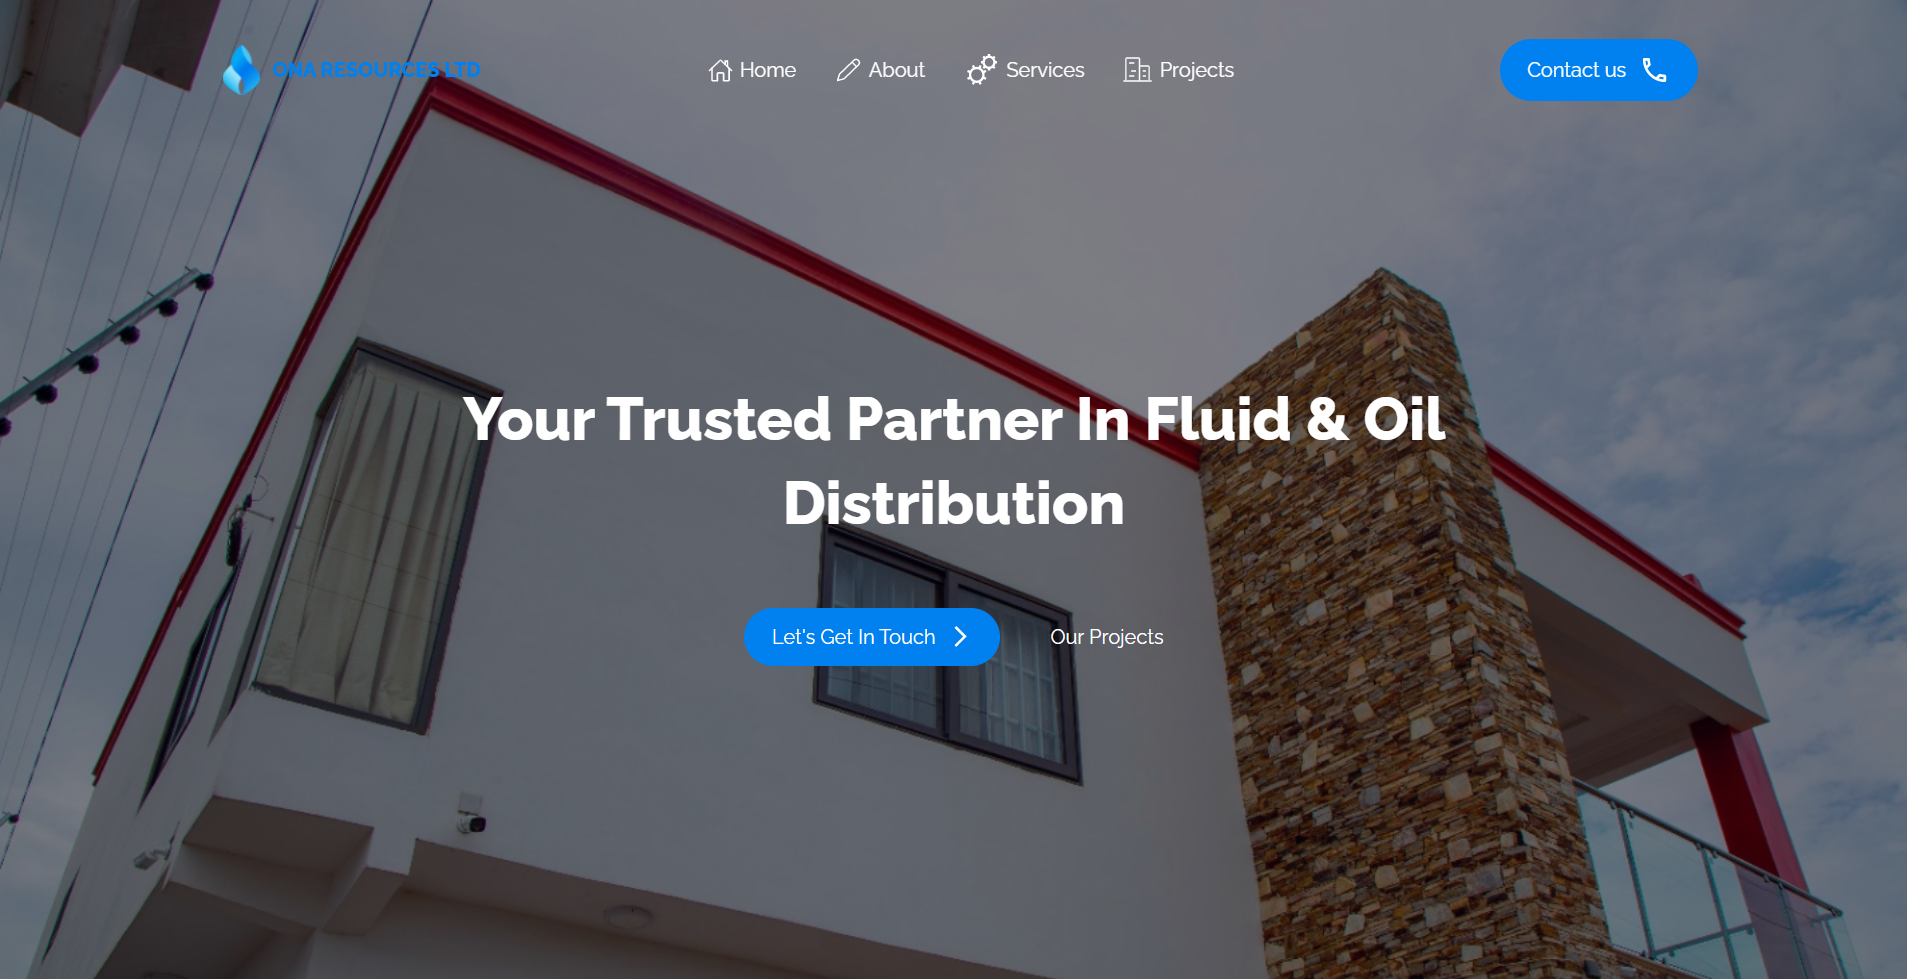 ONA RESOURCES LTD
Home
About
Services
Projects
Contact us
Your Trusted Partner In Fluid & Oil
Distribution
Let's Get In Touch
Our Projects